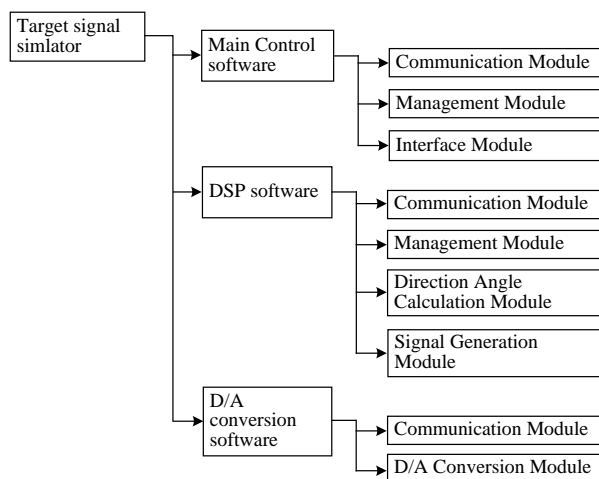 Target signal
simlator
Main Control
software
Communication Module
Management Module
Interface Module
DSP software
Communication Module
Management Module
Direction Angle
Calculation Module
Signal Generation
Module
D/A
conversion
software
Communication Module
D/A Conversion Module